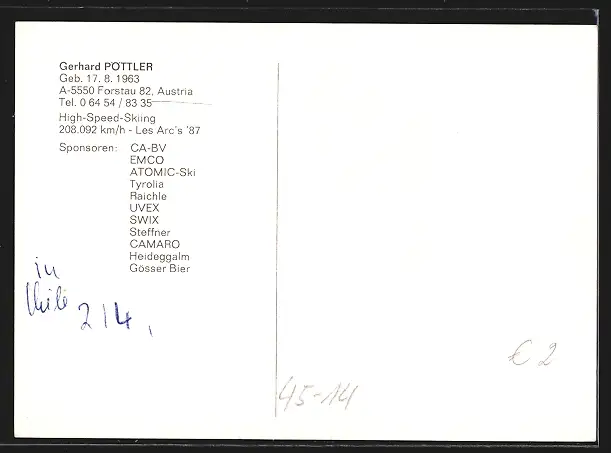 Gerhard PÖTTLER
Geb. 17. 8. 1963
A-5550 Forstau 82, Austria
Tel. 0 64 54 / 83 35
High-Speed-Skiing
208.092 km/h - Les Arc's '87
Sponsoren: CA-BV
EMCO
ATOMIC-Ski
Tyrolia
Raichle
UVEX
SWIX
Steffner
CAMARO
Heideggalm
Gösser Bier
in
214,
€ 2
45-14